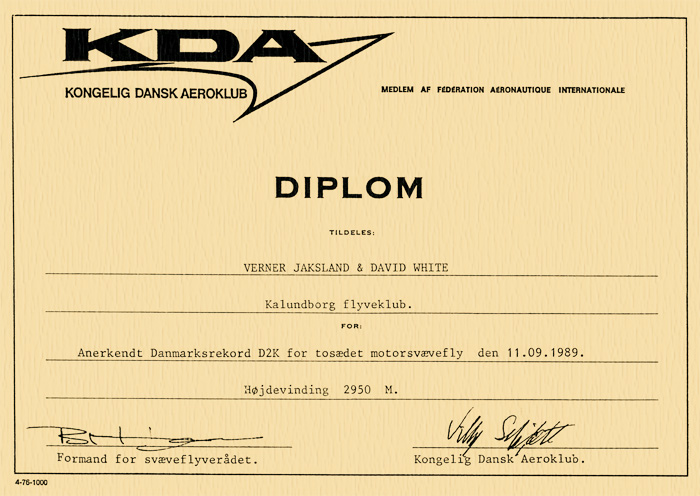 KDA
KONGELIG DANSK AEROKLUB
MEDLEM AF FÉDÉRATION AÉRONAUTIQUE INTERNATIONALE
DIPLOM
TILDELES:
VERNER JAKSLAND & DAVID WHITE
Kalundborg flyveklub.
FOR:
Anerkendt Danmarksrekord D2K for tosædet motorsvævefly den 11.09.1989.
Højdevinding 2950 M.
Formand for svæveflyverådet.
Kongelig Dansk Aeroklub.
4-76-1000